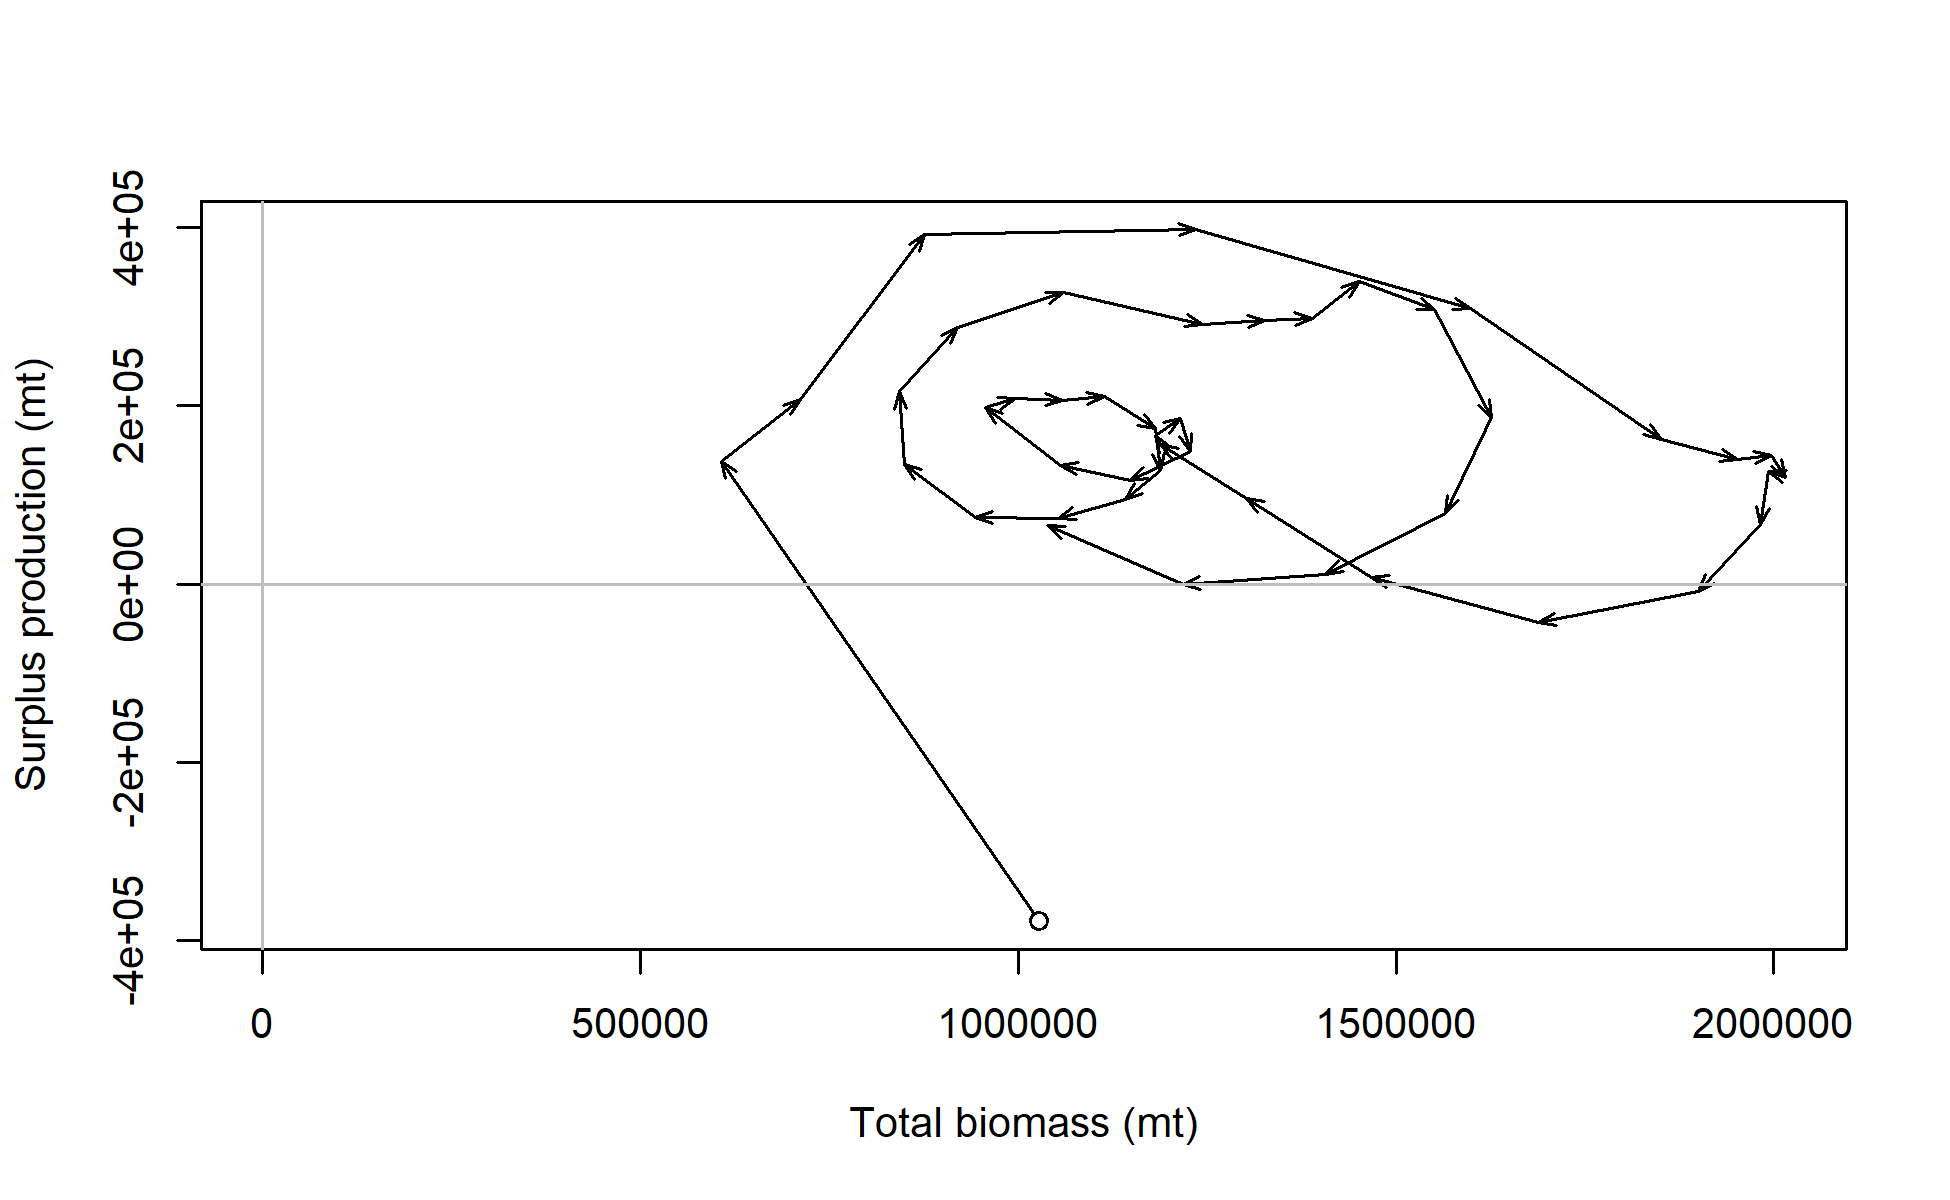 Surplus production (mt)
4e+05
2e+05
0e+00
-2e+05
-4e+05
0 500000 1000000 1500000 2000000
Total biomass (mt)